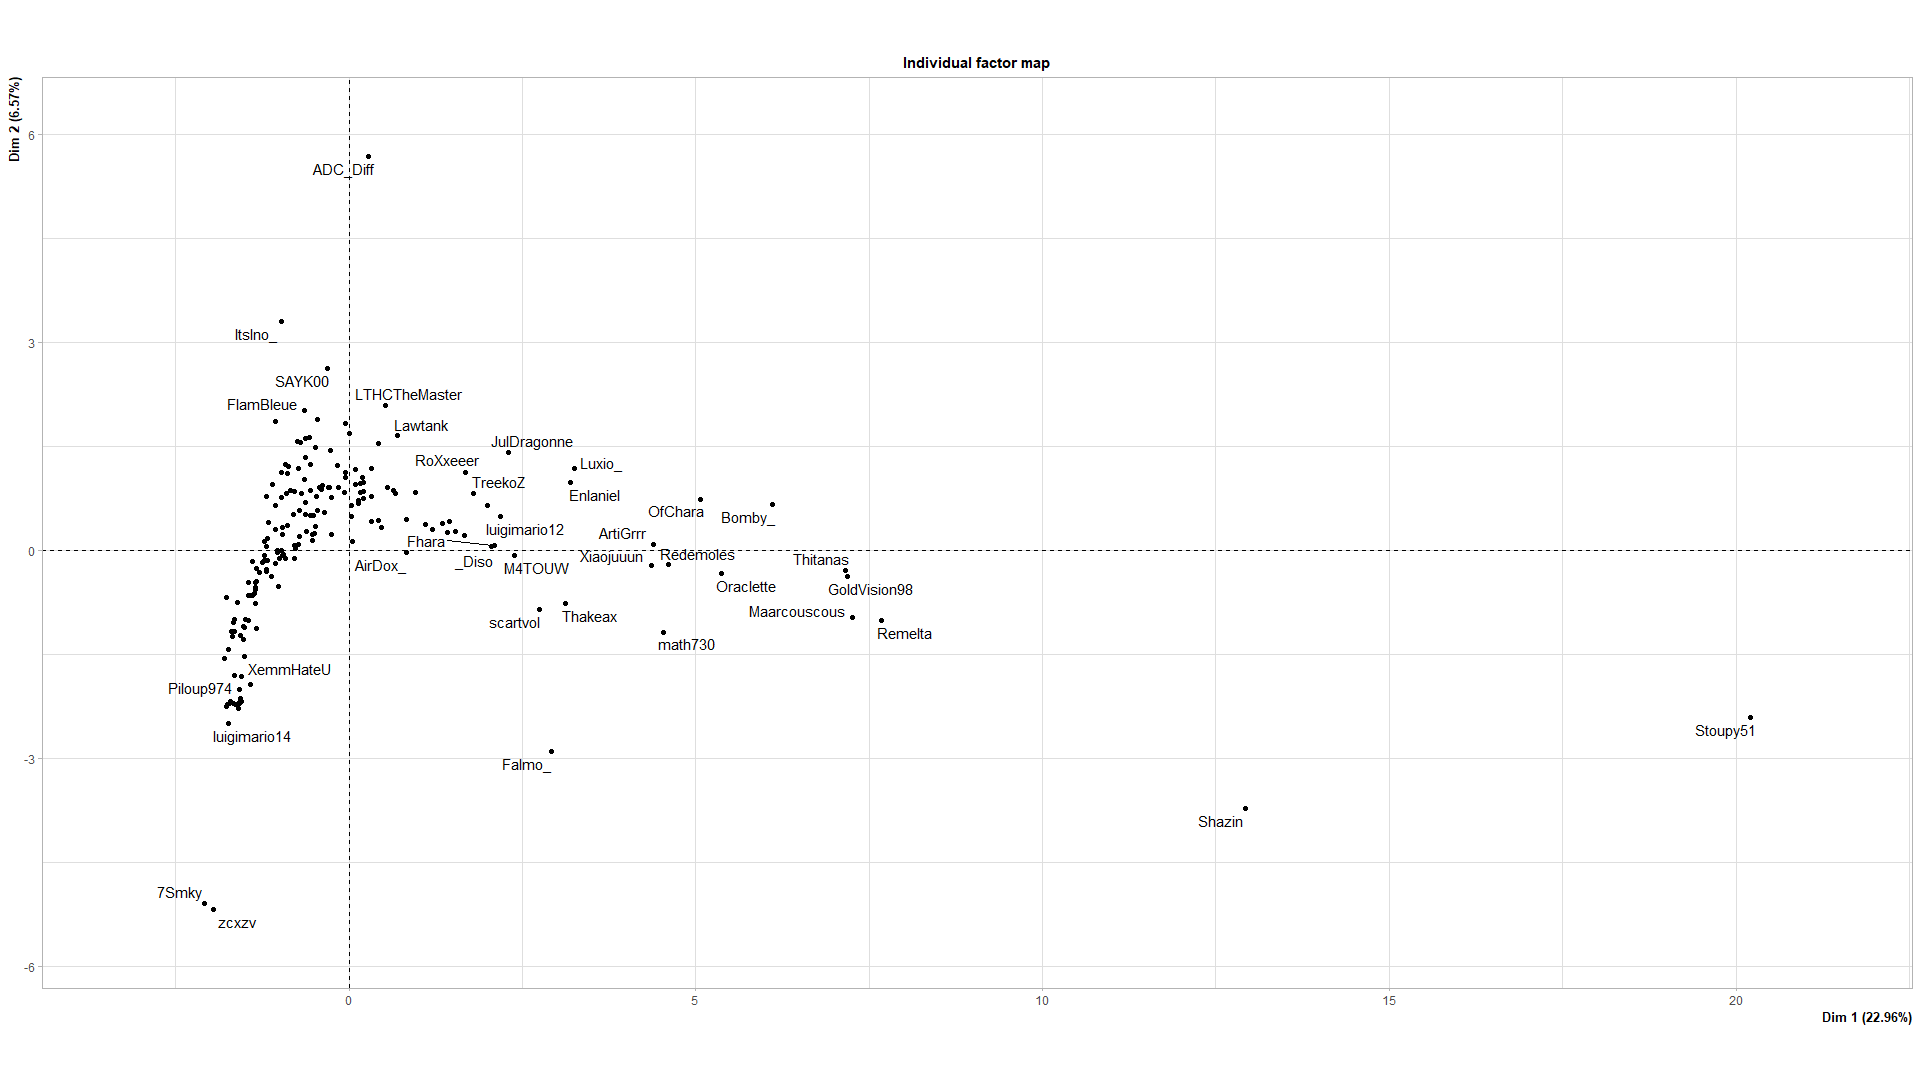 Individual factor map
Dim 2 (6.57%)
6
ADC_Diff
3
ItsIno_
SAYK00
LTHCTheMaster
FlamBleue
Lawtank
JulDragonne
RoXxeeer
Luxio_
TreekoZ
Enlaniel
OfChara
Bomby_
luigimario12
ArtiGrrr
Fhara
0
Redemoles
Xiaojuuun
Thitanas
_Diso
AirDox_
M4TOUW
Oraclette
GoldVision98
Maarcouscous
Thakeax
scartvol
Remelta
math730
XemmHateU
Piloup974
Stoupy51
luigimario14
-3
Falmo_
Shazin
7Smky
zcxzv
-6
0 5 10 15 20
Dim 1 (22.96%)